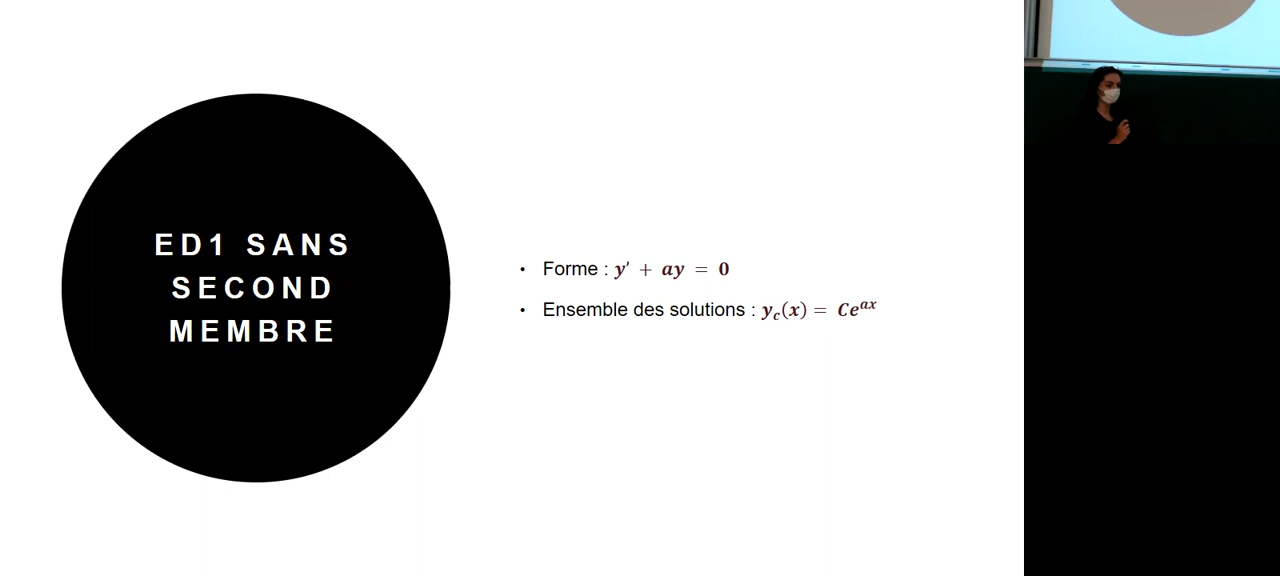 ED1 SANS
SECOND
MEMBRE
• Forme : y′ + ay = 0
• Ensemble des solutions : y_c(x) = Ce^{ax}